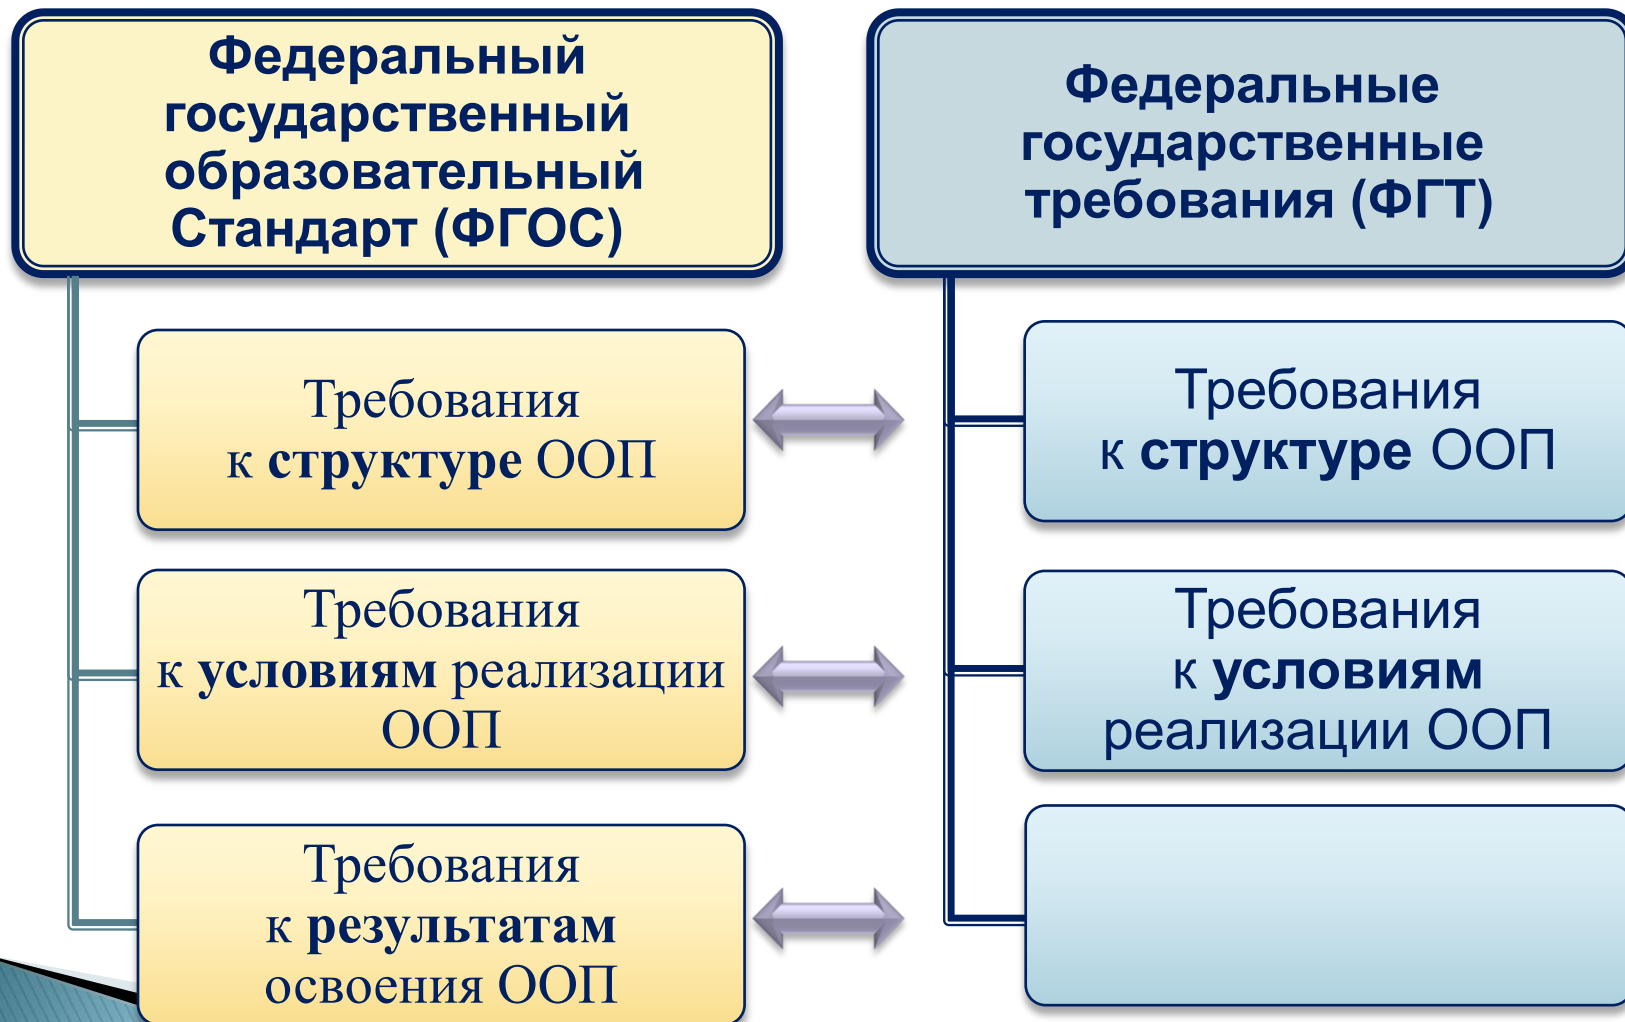 Федеральный
государственный
образовательный
Стандарт (ФГОС)
Требования
к структуре ООП
Требования
к условиям реализации
ООП
Требования
к результатам
освоения ООП
Федеральные
государственные
требования (ФГТ)
Требования
к структуре ООП
Требования
к условиям
реализации ООП